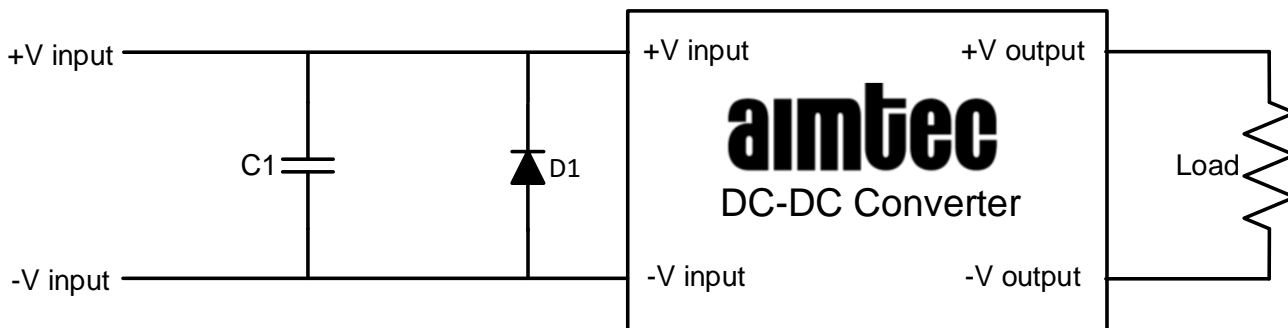 +V input
+V input
+V output
aimtec
C1
D1
DC-DC Converter
Load
-V input
-V input
-V output